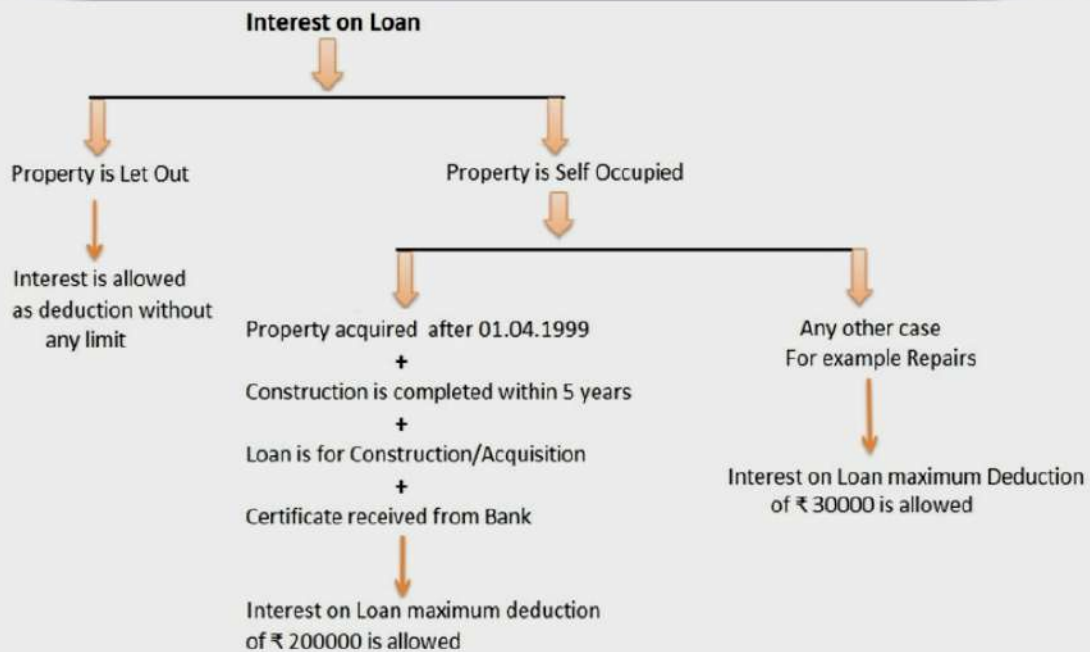 Interest on Loan
Property is Let Out
Interest is allowed
as deduction without
any limit
Property is Self Occupied
Property acquired after 01.04.1999
+
Construction is completed within 5 years
+
Loan is for Construction/Acquisition
+
Certificate received from Bank
Interest on Loan maximum deduction
of ₹ 200000 is allowed
Any other case
For example Repairs
Interest on Loan maximum Deduction
of ₹ 30000 is allowed